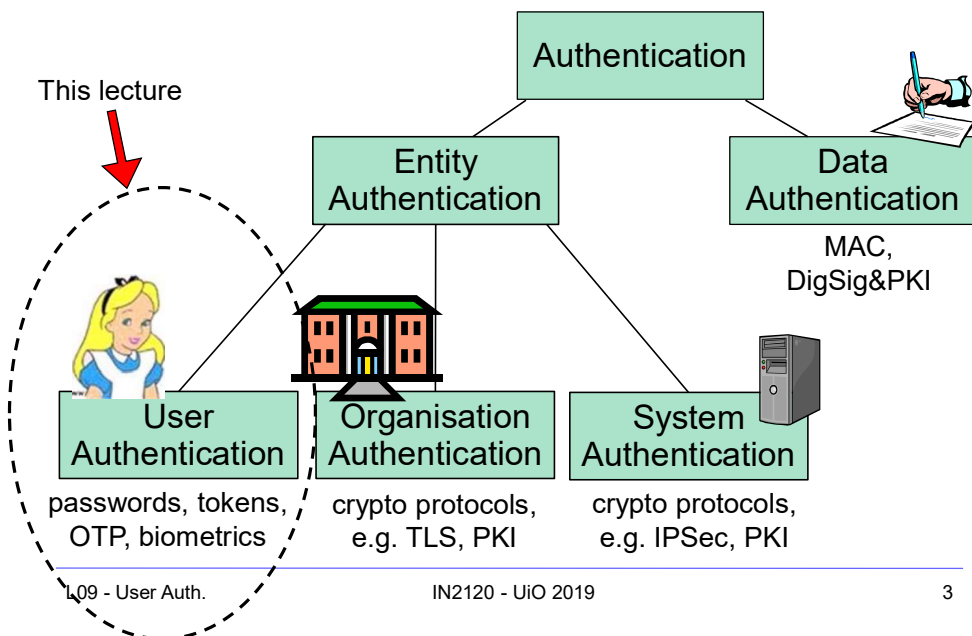 Authentication
This lecture
Entity
Authentication
Data
Authentication
MAC,
DigSig&PKI
User
Authentication
passwords, tokens,
OTP, biometrics
Organisation
Authentication
crypto protocols,
e.g. TLS, PKI
System
Authentication
crypto protocols,
e.g. IPSec, PKI
L09 - User Auth.
IN2120 - UiO 2019
3